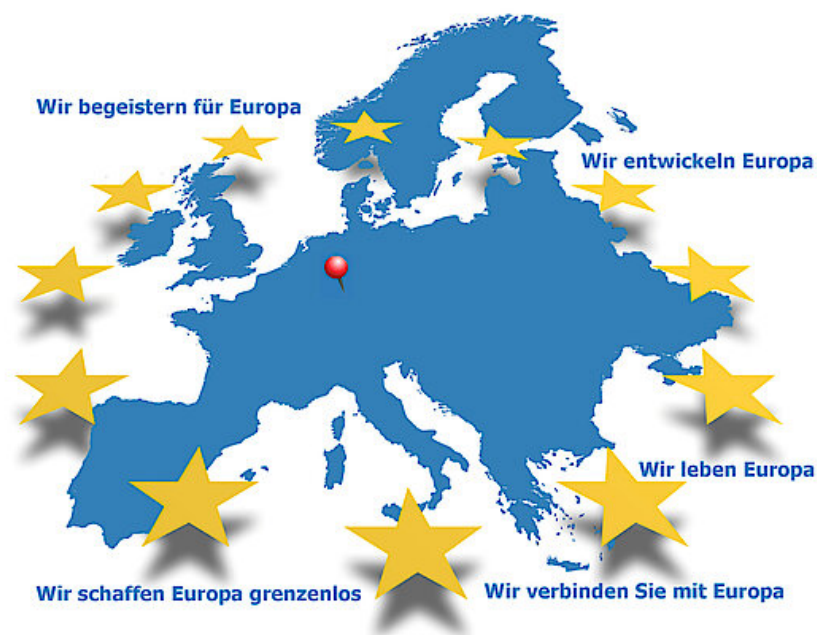 Wir begeistern für Europa
Wir entwickeln Europa
Wir leben Europa
Wir schaffen Europa grenzenlos
Wir verbinden Sie mit Europa